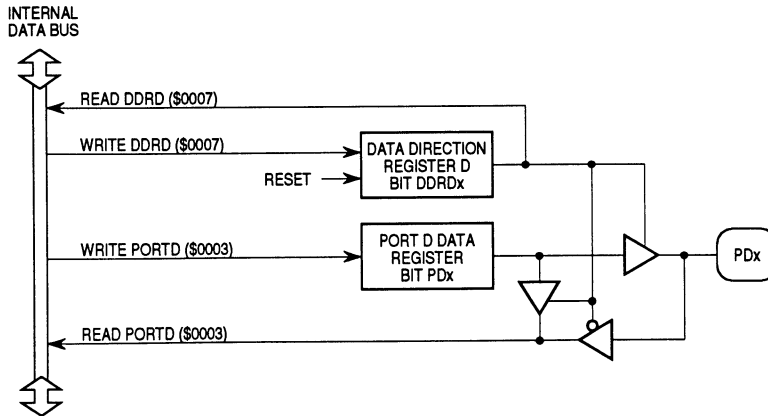 INTERNAL
DATA BUS
READ DDRD ($0007)
WRITE DDRD ($0007)
DATA DIRECTION
REGISTER D
BIT DDRDx
RESET
WRITE PORTD ($0003)
PORT D DATA
REGISTER
BIT PDx
PDx
READ PORTD ($0003)